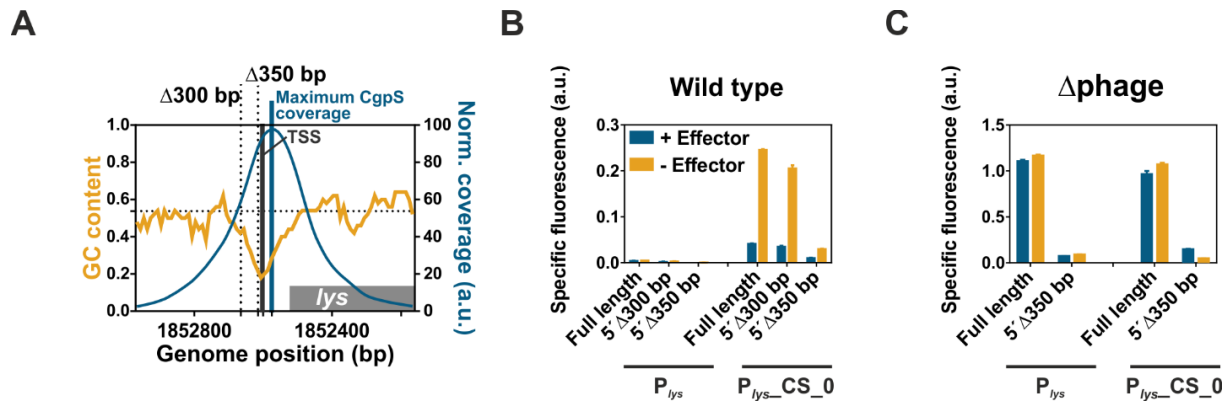 A
Δ350 bp
Δ300 bp
Maximum CgpS
coverage
TSS
GC content
1.0
0.8
0.6
0.4
0.2
0.0
100
80
60
40
20
0
Norm. coverage (a.u.)
lys
1852800
1852400
Genome position (bp)
B
Wild type
Specific fluorescence (a.u.)
0.3
0.2
0.1
0.0
+ Effector
- Effector
Full length
5´Δ300 bp
5´Δ350 bp
Full length
5´Δ300 bp
5´Δ350 bp
Plys
Plys_CS_0
C
Δphage
Specific fluorescence (a.u.)
1.5
1.0
0.5
0.0
Full length
5´Δ350 bp
Full length
5´Δ350 bp
Plys
Plys_CS_0